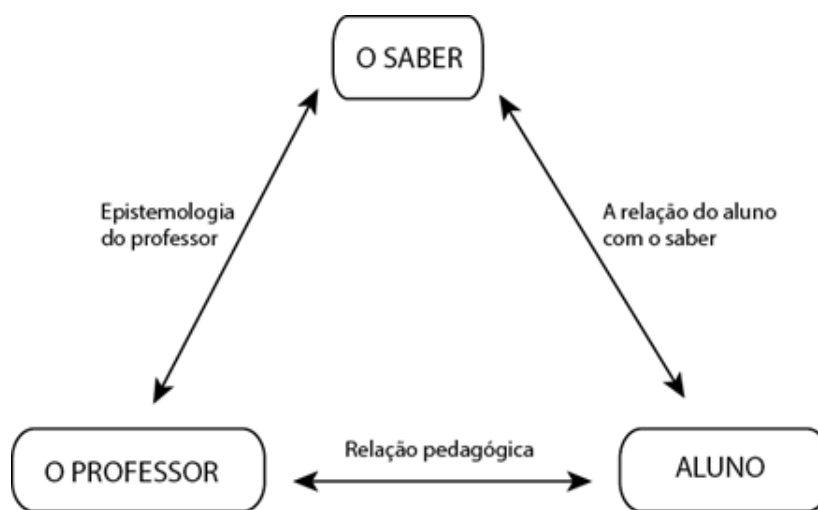 O SABER
Epistemologia
do professor
A relação do aluno
com o saber
Relação pedagógica
O PROFESSOR
ALUNO